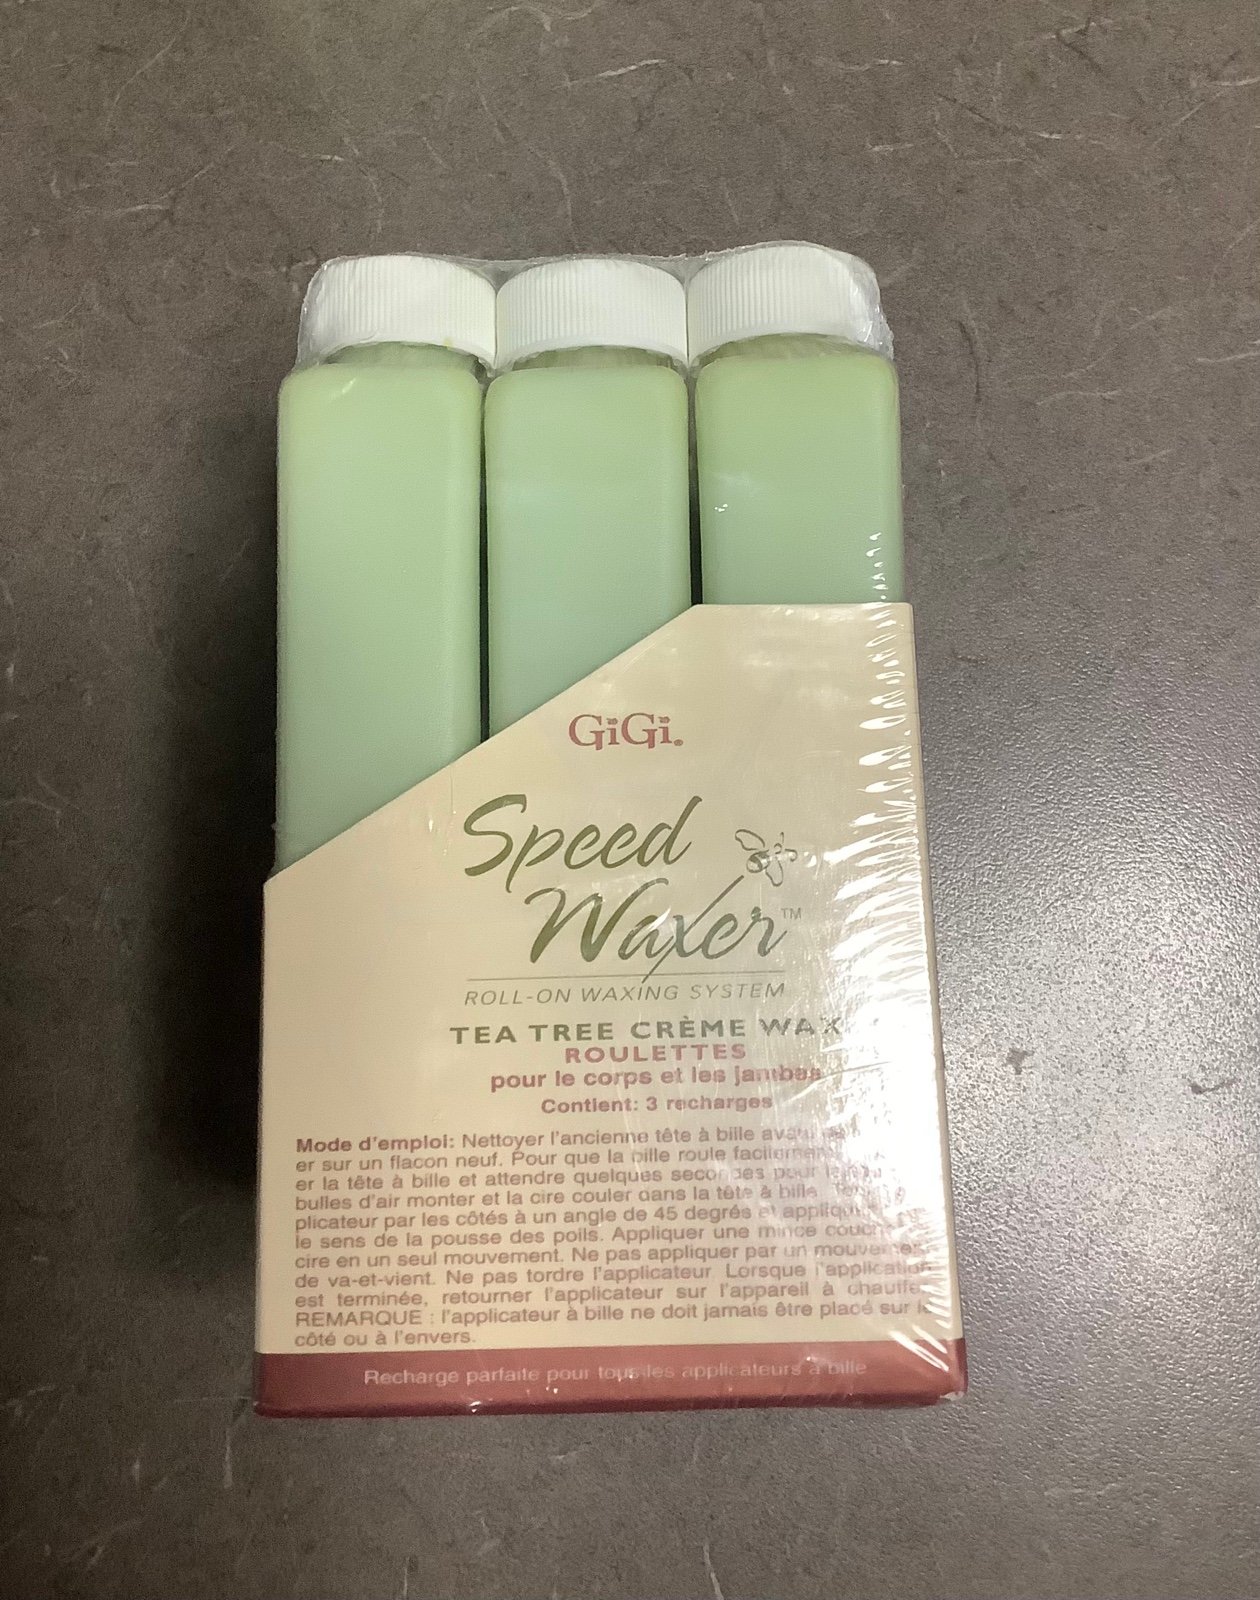 GiGi®
Speed
Waxer™
ROLL-ON WAXING SYSTEM
TEA TREE CRÈME WAX
ROULETTES
pour le corps et les jambas
Contient: 3 recharges
Mode d'emploi: Nettoyer l'ancienne tête à bille avant
er sur un flacon neuf. Pour que la bille roule facilement
er la tête à bille et attendre quelques secondes pour
bulles d'air monter et la cire couler dans la tête à bille.
plicateur par les côtés à un angle de 45 degrés et
le sens de la pousse des poils. Appliquer une mince
cire en un seul mouvement. Ne pas appliquer par un
de va-et-vient. Ne pas tordre l'applicateur. Lorsque l'application
est terminée, retourner l'applicateur sur l'appareil à
REMARQUE : l'applicateur à bille ne doit jamais être placé sur le
côté ou à l'envers.
Recharge parfaite pour tous les applicateurs à bille